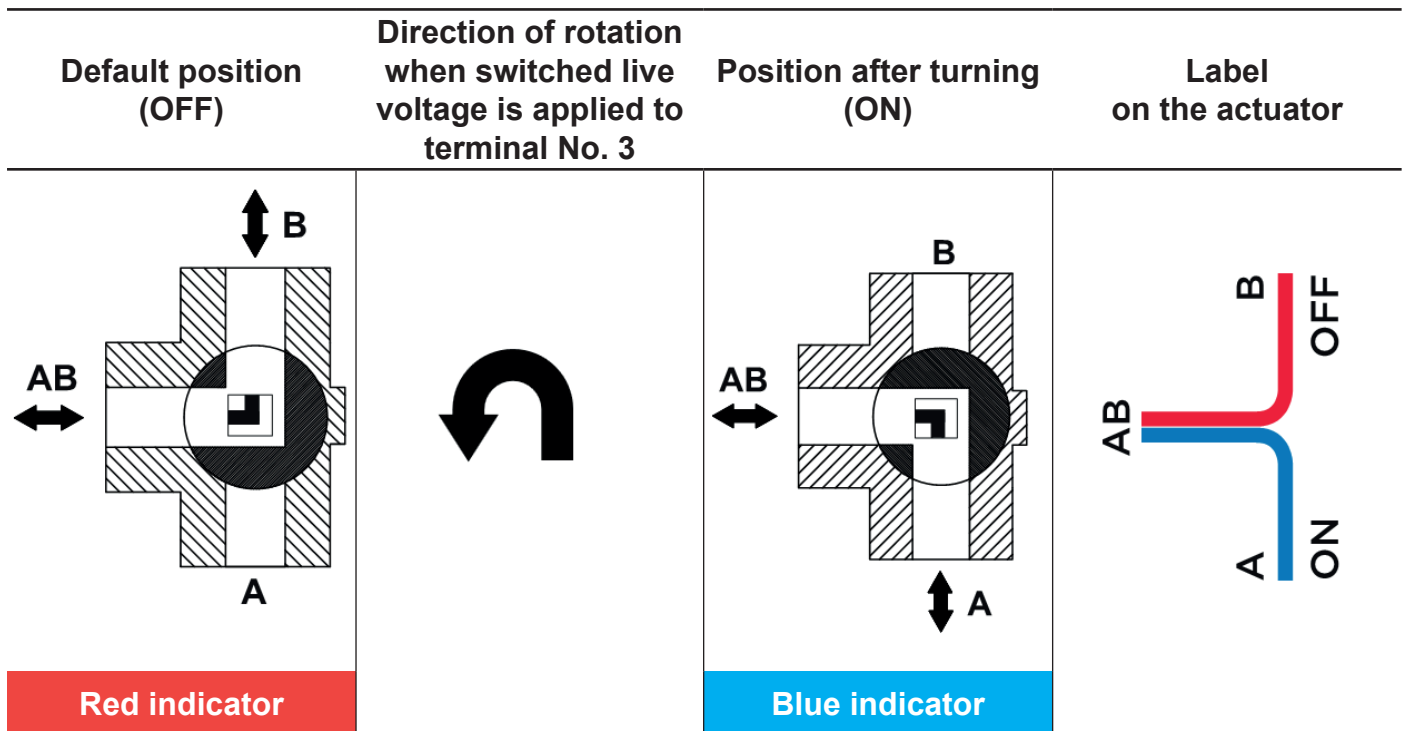 Default position
(OFF)
Direction of rotation
when switched live
voltage is applied to
terminal No. 3
Position after turning
(ON)
Label
on the actuator
B
AB
A
Red indicator
B
AB
A
Blue indicator
B
OFF
AB
A
ON